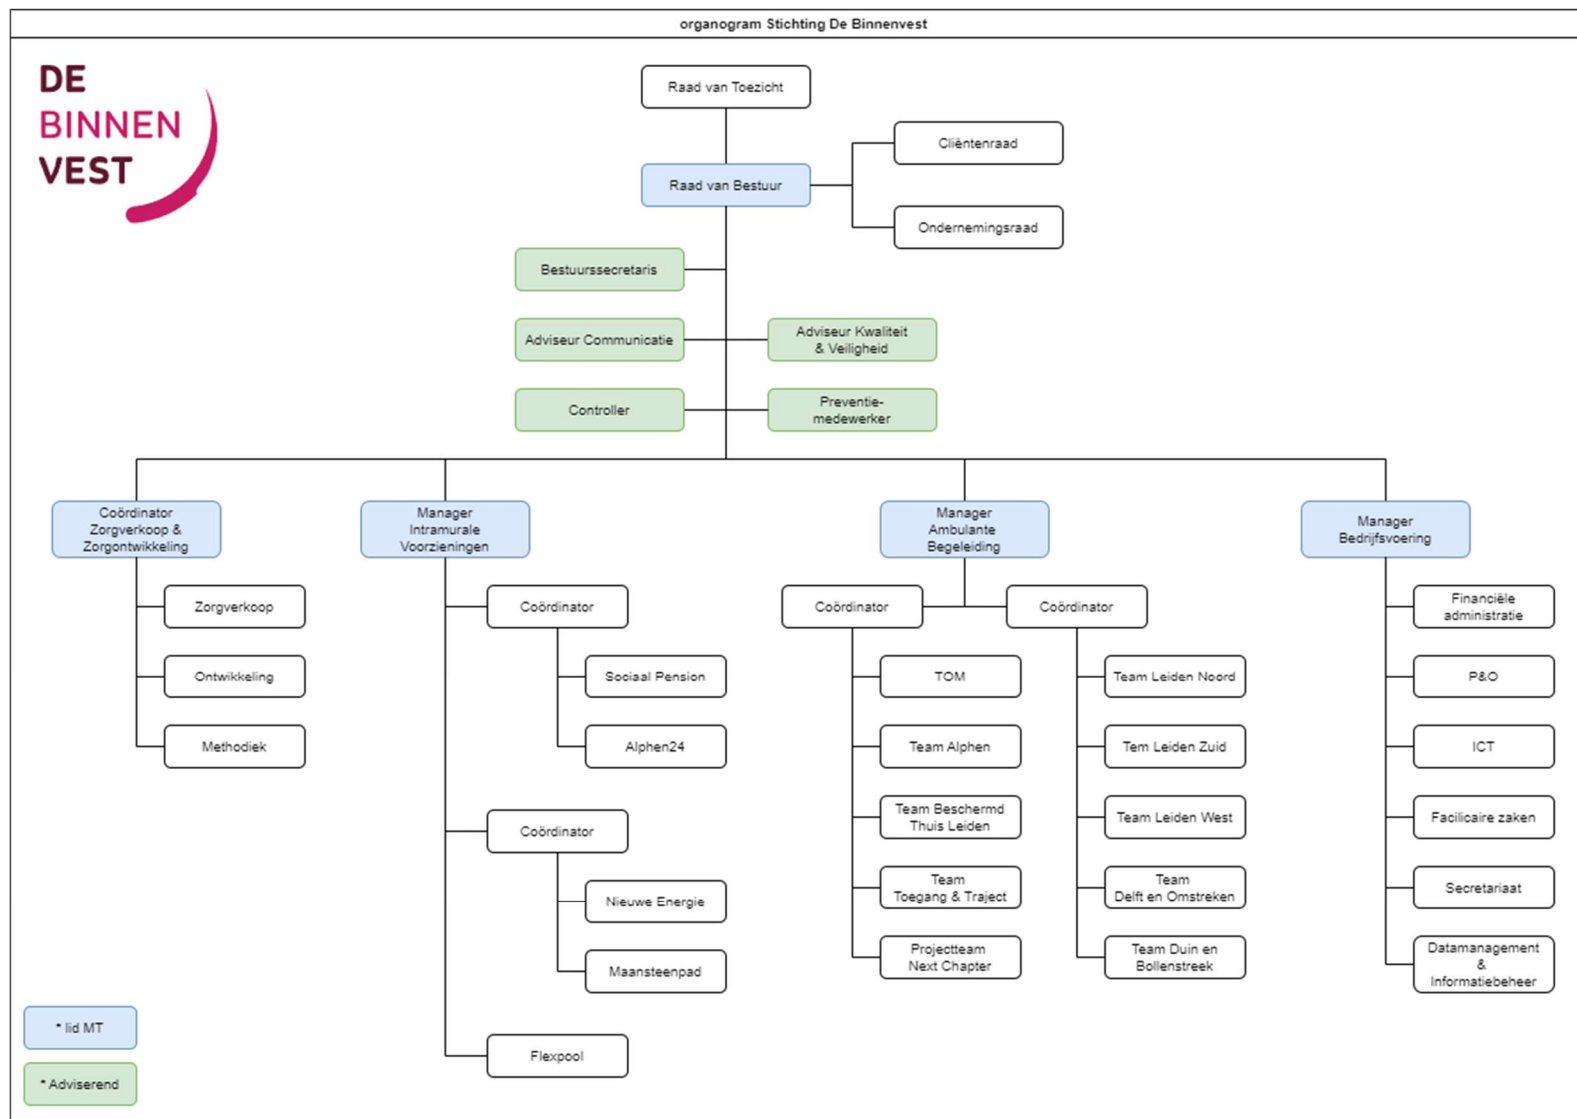 organogram Stichting De Binnenvest
DE
BINNEN
VEST
Raad van Toezicht
Cliëntenraad
Raad van Bestuur
Ondernemingsraad
Bestuurssecretaris
Adviseur Communicatie
Adviseur Kwaliteit
& Veiligheid
Controller
Preventie-
medewerker
Coördinator
Zorgverkoop &
Zorgontwikkeling
Zorgverkoop
Ontwikkeling
Methodiek
Manager
Intramurale
Voorzieningen
Coördinator
Sociaal Pension
Alphen24
Coördinator
Nieuwe Energie
Maansteenpad
Flexpool
Manager
Ambulante
Begeleiding
Coördinator
TOM
Team Alphen
Team Beschermd
Thuis Leiden
Team
Toegang & Traject
Projectteam
Next Chapter
Coördinator
Team Leiden Noord
Tem Leiden Zuid
Team Leiden West
Team
Delft en Omstreken
Team Duin en
Bollenstreek
Manager
Bedrijfsvoering
Financiële
administratie
P&O
ICT
Facilicaire zaken
Secretariaat
Datamanagement
&
Informatiebeheer
* lid MT
* Adviserend